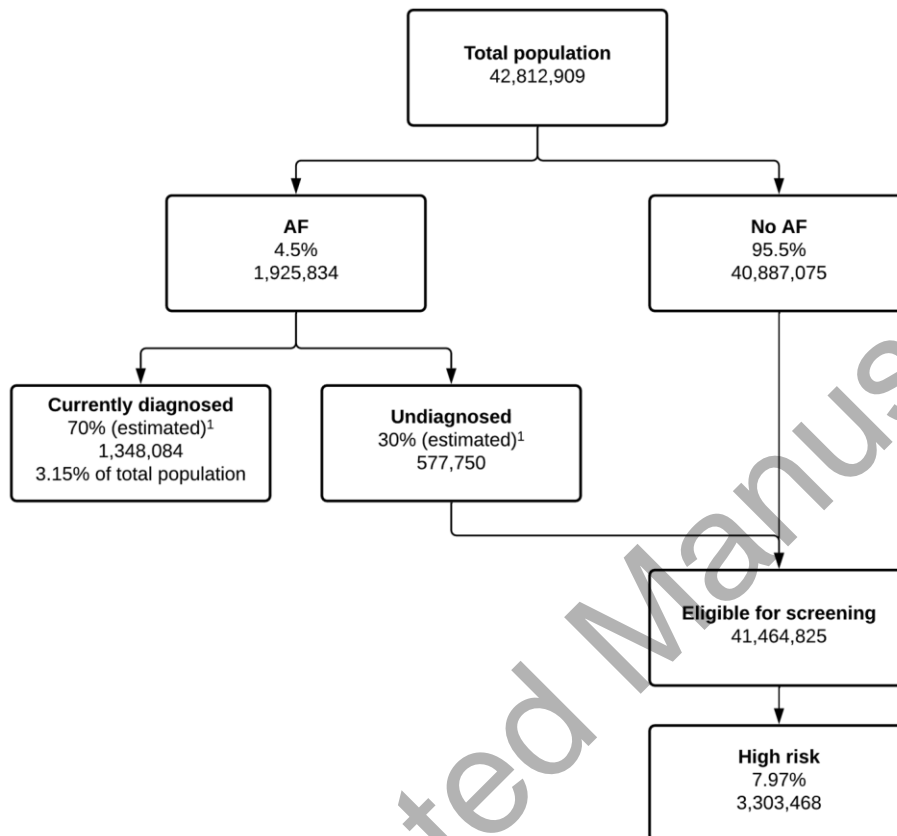 Total population
42,812,909
AF
4.5%
1,925,834
No AF
95.5%
40,887,075
Currently diagnosed
70% (estimated)¹
1,348,084
3.15% of total population
Undiagnosed
30% (estimated)¹
577,750
Eligible for screening
41,464,825
High risk
7.97%
3,303,468
ted Manus